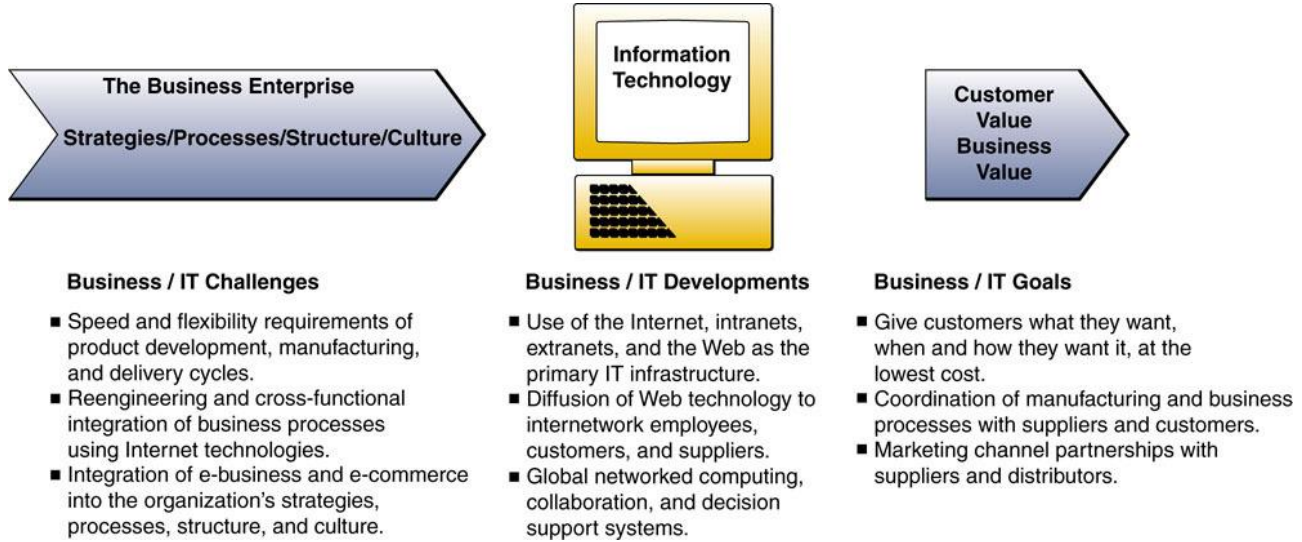 The Business Enterprise
Strategies/Processes/Structure/Culture
Information
Technology
Customer
Value
Business
Value
Business / IT Challenges
■ Speed and flexibility requirements of
product development, manufacturing,
and delivery cycles.
■ Reengineering and cross-functional
integration of business processes
using Internet technologies.
■ Integration of e-business and e-commerce
into the organization's strategies,
processes, structure, and culture.
Business / IT Developments
■ Use of the Internet, intranets,
extranets, and the Web as the
primary IT infrastructure.
■ Diffusion of Web technology to
internetwork employees,
customers, and suppliers.
■ Global networked computing,
collaboration, and decision
support systems.
Business / IT Goals
■ Give customers what they want,
when and how they want it, at the
lowest cost.
■ Coordination of manufacturing and business
processes with suppliers and customers.
■ Marketing channel partnerships with
suppliers and distributors.